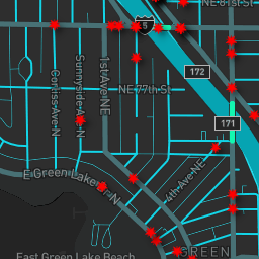 NE 81st St
5
172
NE 77th St
1st Ave NE
Sunnyside Ave N
Corliss Ave N
171
E Green Lake
N
4th Ave NE
East Green Lake Beach
GREEN